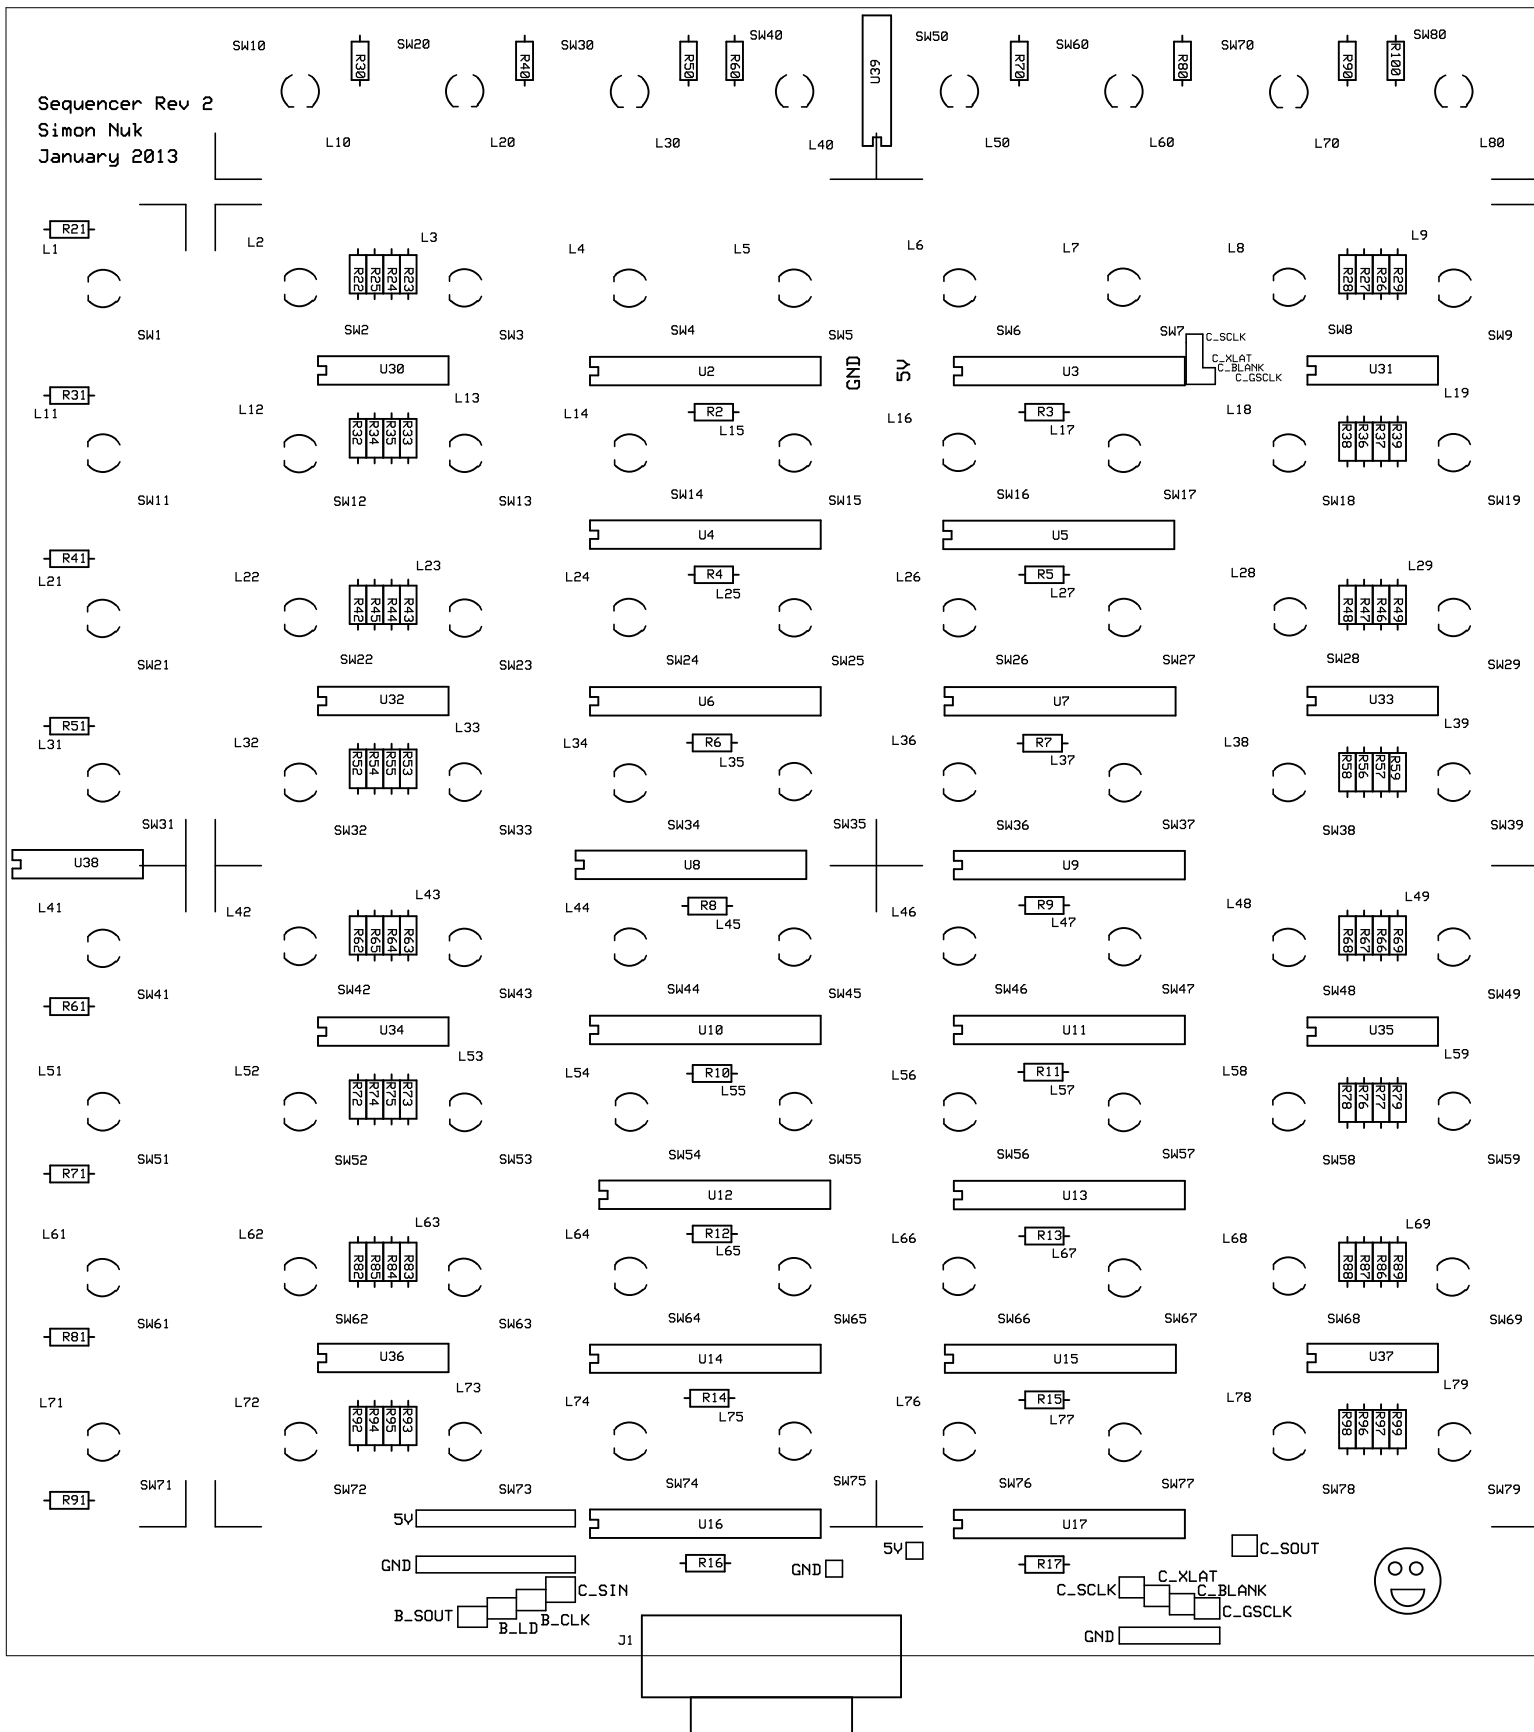 SW10
SW20
SW30
SW40
SW50
SW60
SW70
SW80
R30
R40
R50
R60
U39
R70
R80
R90
R100
Sequencer Rev 2
Simon Nuk
January 2013
L10
L20
L30
L40
L50
L60
L70
L80
R21
L1
L2
L3
L4
L5
L6
L7
L8
L9
R22
R25
R24
R23
R28
R27
R26
R29
SW1
SW2
SW3
SW4
SW5
SW6
SW7
SW8
SW9
C_SCLK
C_XLAT
C_BLANK
C_GSCLK
U30
U2
GND
5V
U3
U31
R31
L11
L12
L13
L14
R2
L15
L16
R3
L17
L18
L19
R32
R34
R35
R33
R38
R36
R37
R39
SW11
SW12
SW13
SW14
SW15
SW16
SW17
SW18
SW19
U4
U5
R41
L21
L22
L23
L24
R4
L25
L26
R5
L27
L28
L29
R42
R45
R44
R43
R48
R47
R46
R49
SW21
SW22
SW23
SW24
SW25
SW26
SW27
SW28
SW29
U32
U6
U7
U33
R51
L31
L32
L33
L34
R6
L35
L36
R7
L37
L38
L39
R52
R54
R55
R53
R58
R56
R57
R59
SW31
SW32
SW33
SW34
SW35
SW36
SW37
SW38
SW39
U38
U8
U9
L41
L42
L43
L44
R8
L45
L46
R9
L47
L48
L49
R62
R65
R64
R63
R68
R67
R66
R69
SW41
SW42
SW43
SW44
SW45
SW46
SW47
SW48
SW49
R61
U34
U10
U11
U35
L51
L52
L53
L54
R10
L55
L56
R11
L57
L58
L59
R72
R74
R75
R73
R78
R76
R77
R79
SW51
SW52
SW53
SW54
SW55
SW56
SW57
SW58
SW59
R71
U12
U13
L61
L62
L63
L64
R12
L65
L66
R13
L67
L68
L69
R82
R85
R84
R83
R88
R87
R86
R89
SW61
SW62
SW63
SW64
SW65
SW66
SW67
SW68
SW69
R81
U36
U14
U15
U37
L71
L72
L73
L74
R14
L75
L76
R15
L77
L78
L79
R92
R94
R95
R93
R98
R96
R97
R99
SW71
SW72
SW73
SW74
SW75
SW76
SW77
SW78
SW79
R91
5V
U16
U17
5V
C_SOUT
GND
R16
GND
R17
C_SIN
C_SCLK
C_XLAT
C_BLANK
C_GSCLK
B_SOUT
B_LD
B_CLK
GND
J1